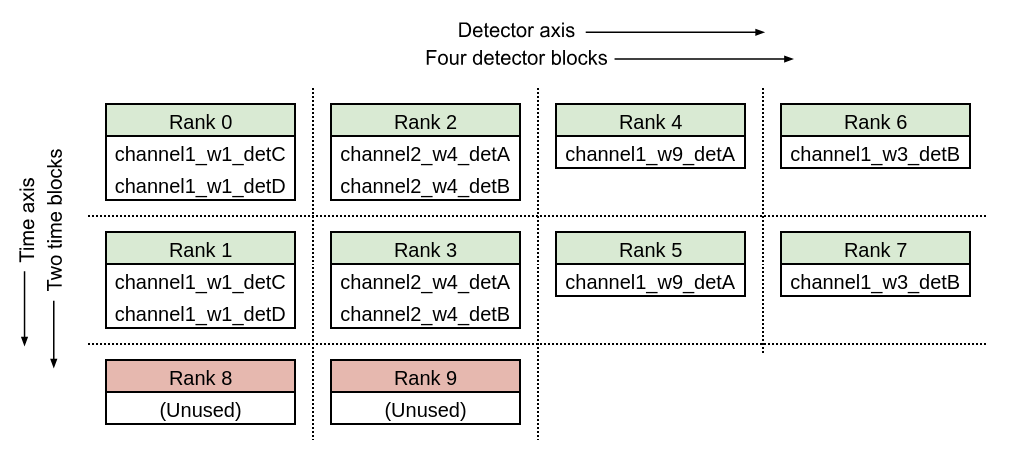 Detector axis
Four detector blocks
Time axis
Two time blocks
Rank 0
channel1_w1_detC
channel1_w1_detD
Rank 2
channel2_w4_detA
channel2_w4_detB
Rank 4
channel1_w9_detA
Rank 6
channel1_w3_detB
Rank 1
channel1_w1_detC
channel1_w1_detD
Rank 3
channel2_w4_detA
channel2_w4_detB
Rank 5
channel1_w9_detA
Rank 7
channel1_w3_detB
Rank 8
(Unused)
Rank 9
(Unused)